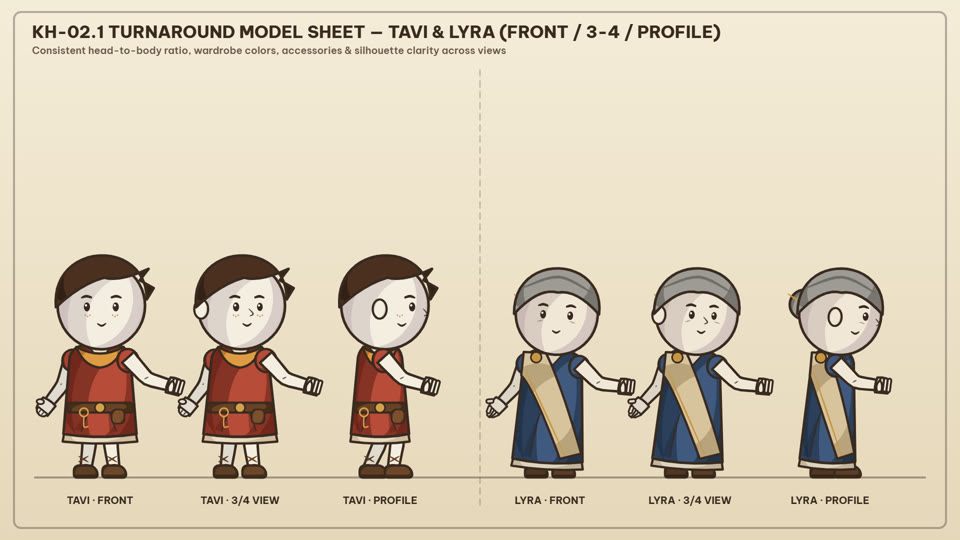 KH-02.1 TURNAROUND MODEL SHEET — TAVI & LYRA (FRONT / 3-4 / PROFILE)
Consistent head-to-body ratio, wardrobe colors, accessories & silhouette clarity across views
TAVI · FRONT
TAVI · 3/4 VIEW
TAVI · PROFILE
LYRA · FRONT
LYRA · 3/4 VIEW
LYRA · PROFILE